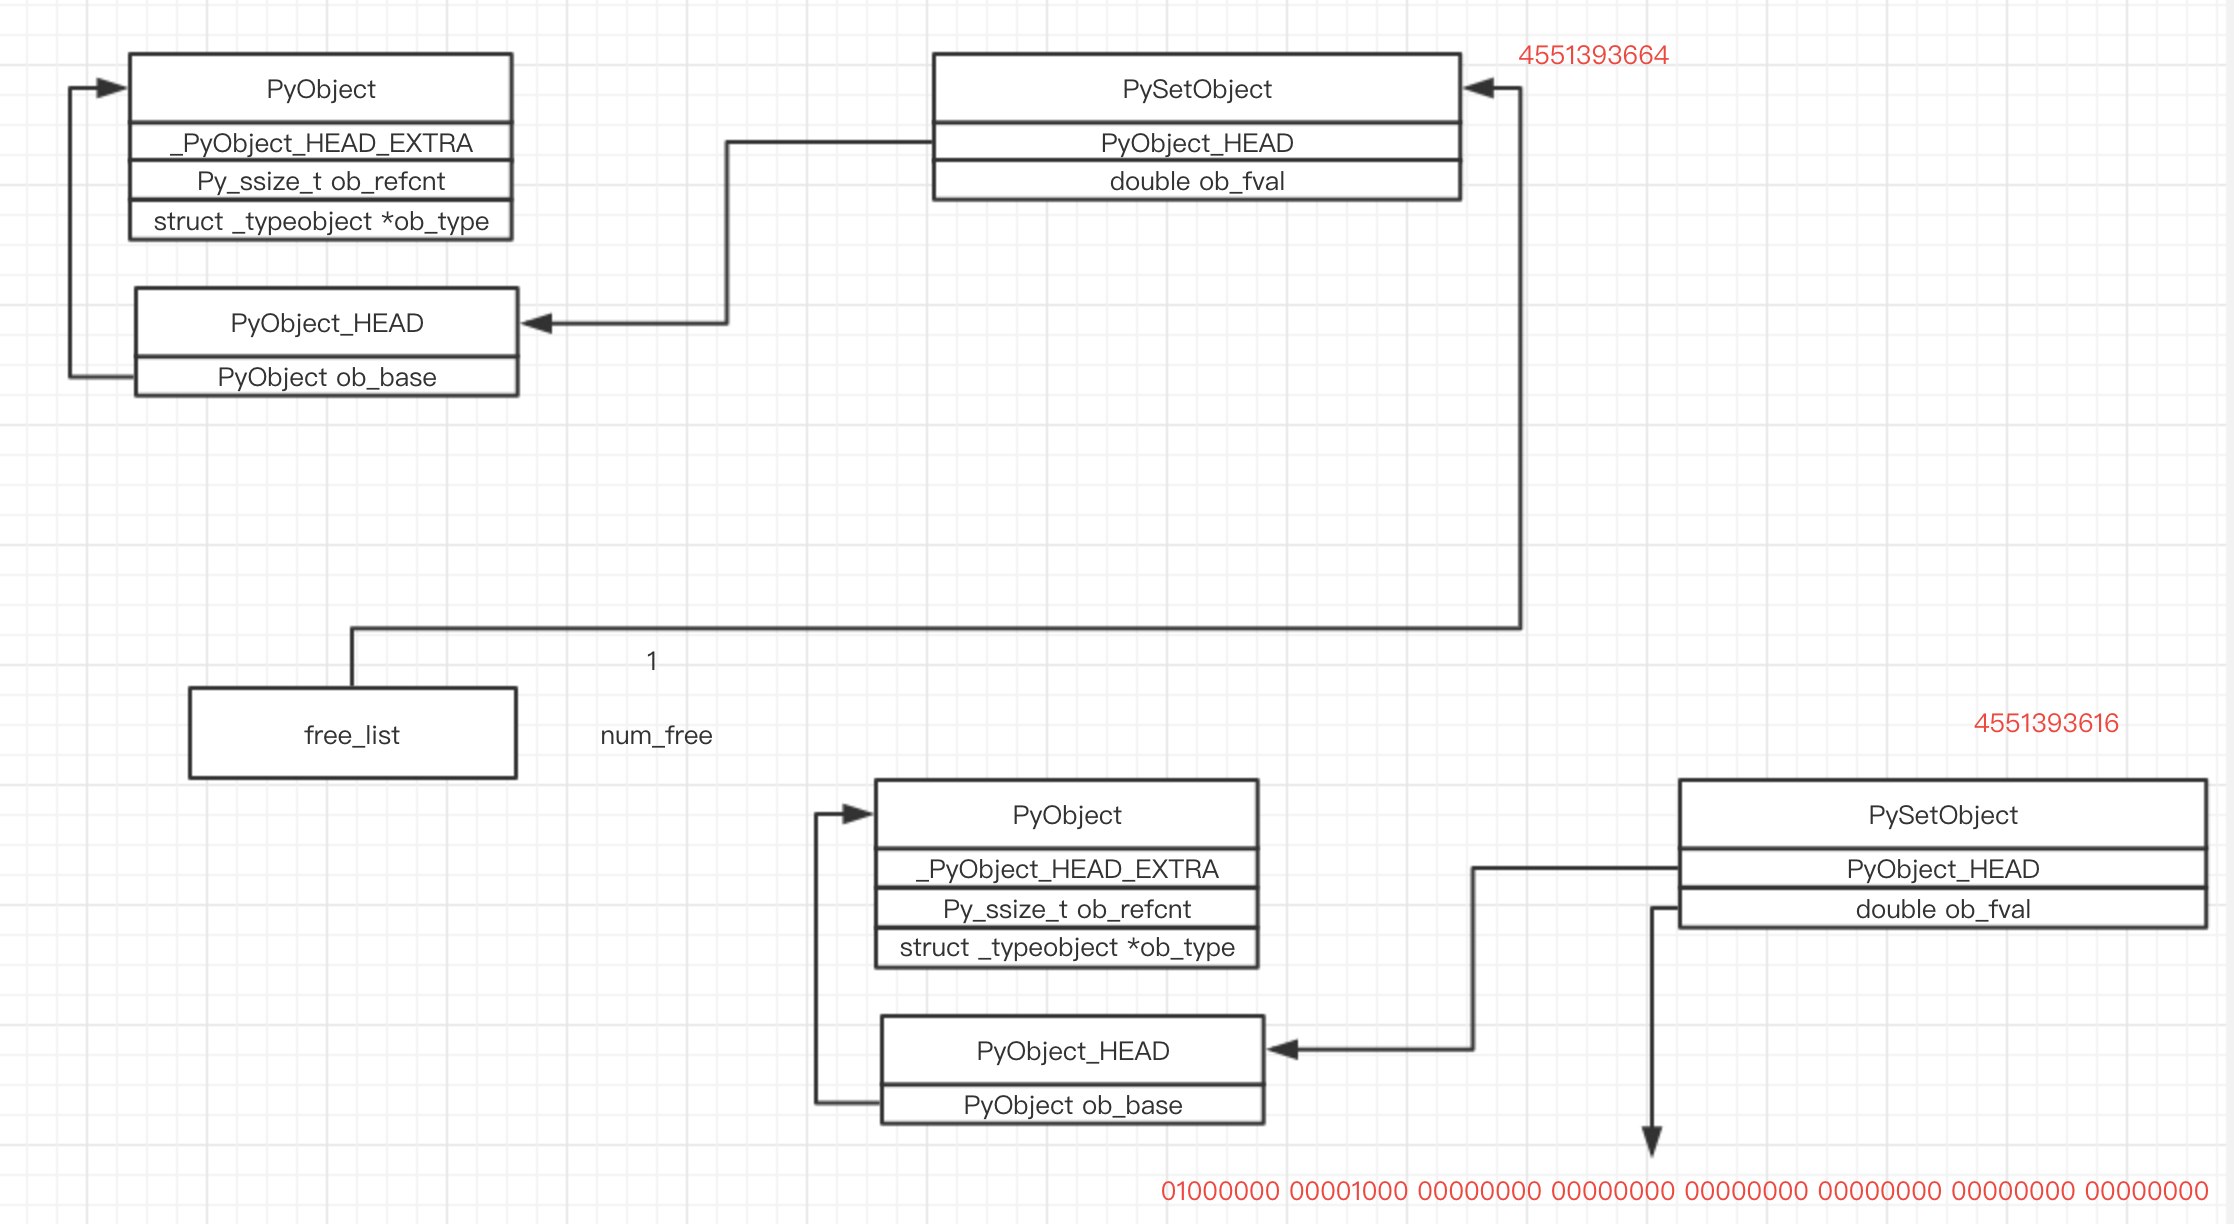 PyObject
_PyObject_HEAD_EXTRA
Py_ssize_t ob_refcnt
struct _typeobject *ob_type
PyObject_HEAD
PyObject ob_base
4551393664
PySetObject
PyObject_HEAD
double ob_fval
1
free_list
num_free
PyObject
_PyObject_HEAD_EXTRA
Py_ssize_t ob_refcnt
struct _typeobject *ob_type
PyObject_HEAD
PyObject ob_base
4551393616
PySetObject
PyObject_HEAD
double ob_fval
01000000 00001000 00000000 00000000 00000000 00000000 00000000 00000000